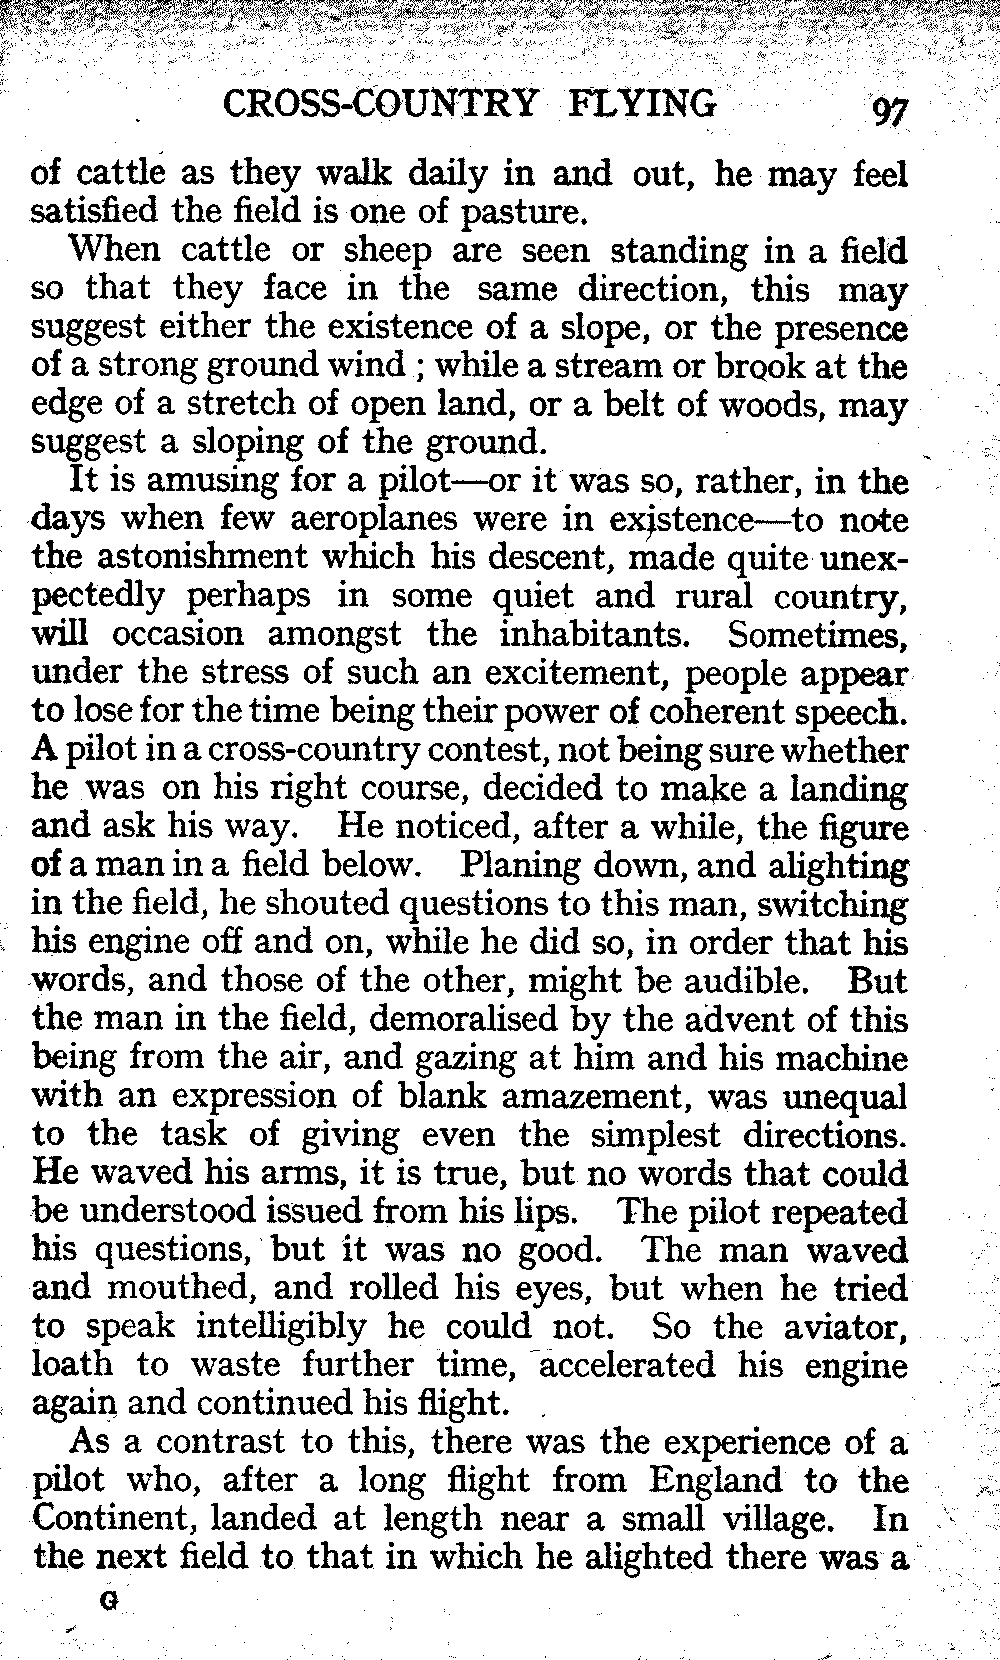 CROSS-COUNTRY FLYING 97
of cattle as they walk daily in and out, he may feel
satisfied the field is one of pasture.
When cattle or sheep are seen standing in a field
so that they face in the same direction, this may
suggest either the existence of a slope, or the presence
of a strong ground wind ; while a stream or brook at the
edge of a stretch of open land, or a belt of woods, may
suggest a sloping of the ground.
It is amusing for a pilot—or it was so, rather, in the
days when few aeroplanes were in existence—to note
the astonishment which his descent, made quite unex-
pectedly perhaps in some quiet and rural country,
will occasion amongst the inhabitants. Sometimes,
under the stress of such an excitement, people appear
to lose for the time being their power of coherent speech.
A pilot in a cross-country contest, not being sure whether
he was on his right course, decided to make a landing
and ask his way. He noticed, after a while, the figure
of a man in a field below. Planing down, and alighting
in the field, he shouted questions to this man, switching
his engine off and on, while he did so, in order that his
words, and those of the other, might be audible. But
the man in the field, demoralised by the advent of this
being from the air, and gazing at him and his machine
with an expression of blank amazement, was unequal
to the task of giving even the simplest directions.
He waved his arms, it is true, but no words that could
be understood issued from his lips. The pilot repeated
his questions, but it was no good. The man waved
and mouthed, and rolled his eyes, but when he tried
to speak intelligibly he could not. So the aviator,
loath to waste further time, accelerated his engine
again and continued his flight.
As a contrast to this, there was the experience of a
pilot who, after a long flight from England to the
Continent, landed at length near a small village. In
the next field to that in which he alighted there was a
G